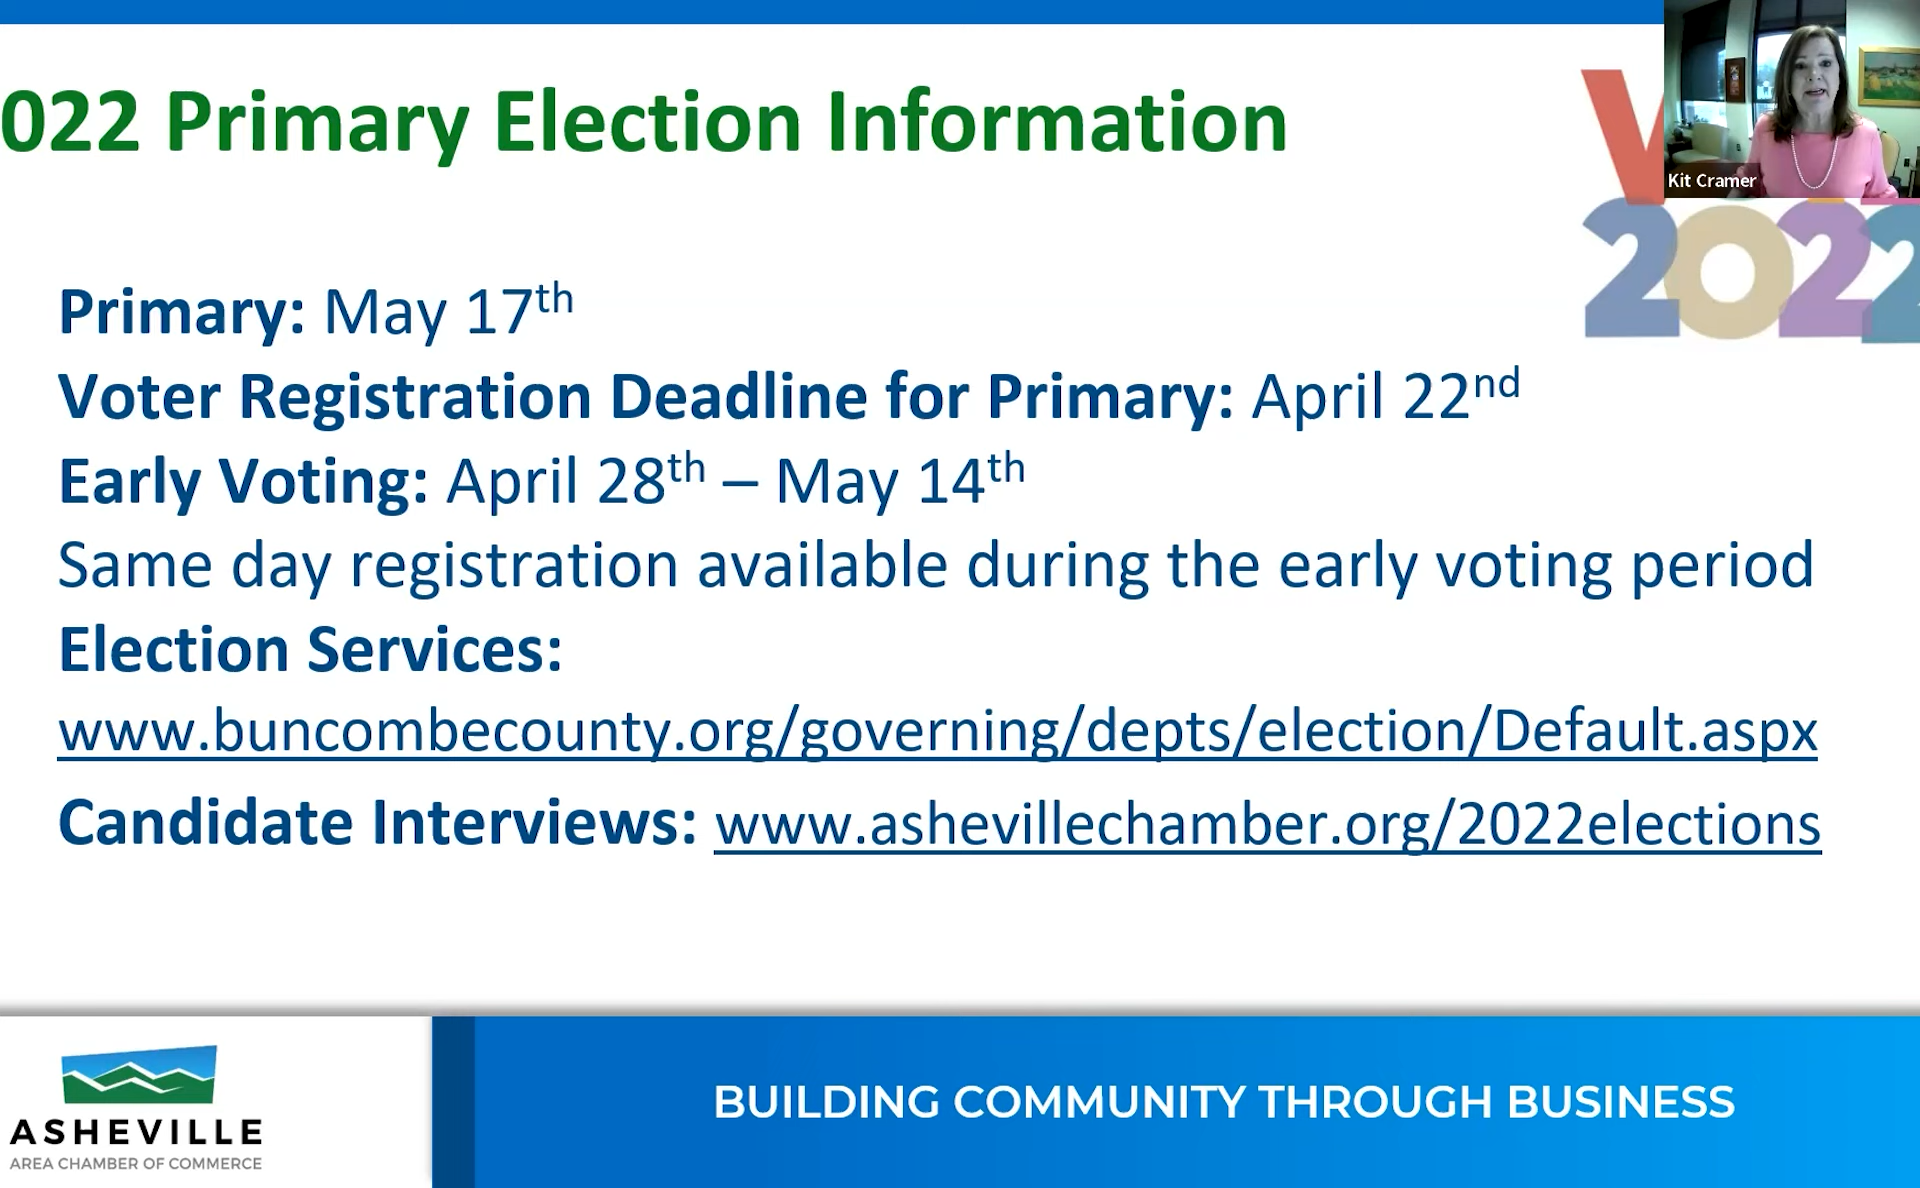 022 Primary Election Information
V
2022
Kit Cramer
Primary: May 17th
Voter Registration Deadline for Primary: April 22nd
Early Voting: April 28th – May 14th
Same day registration available during the early voting period
Election Services:
www.buncombecounty.org/governing/depts/election/Default.aspx
Candidate Interviews: www.ashevillechamber.org/2022elections
ASHEVILLE
AREA CHAMBER OF COMMERCE
BUILDING COMMUNITY THROUGH BUSINESS